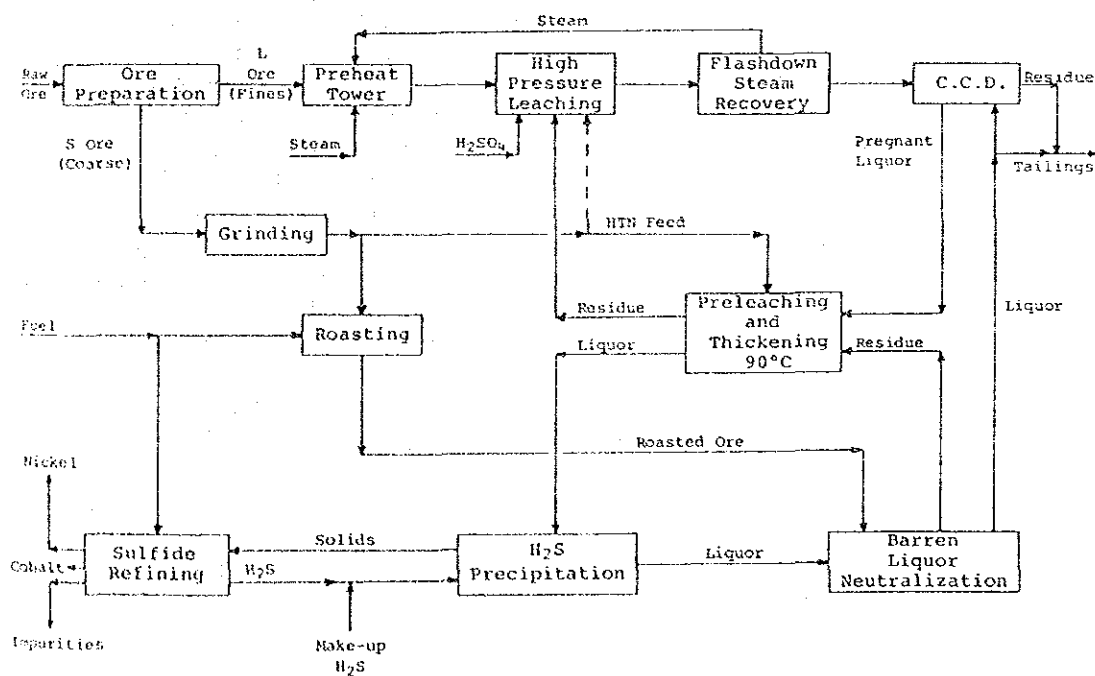 Steam
Raw
Ore
Ore
Preparation
L
Ore
(Fines)
Preheat
Tower
High
Pressure
Leaching
Flashdown
Steam
Recovery
C.C.D.
Residue
S Ore
(Coarse)
Steam
H₂SO₄
Pregnant
Liquor
Tailings
Grinding
HTN Feed
Fuel
Roasting
Residue
Liquor
Preleaching
and
Thickening
90°C
Residue
Liquor
Roasted Ore
Nickel
Cobalt
Impurities
Sulfide
Refining
Solids
H₂S
Make-up
H₂S
H₂S
Precipitation
Liquor
Barren
Liquor
Neutralization